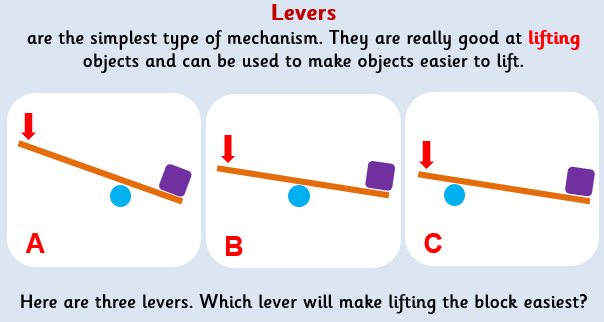 Levers
are the simplest type of mechanism. They are really good at lifting
objects and can be used to make objects easier to lift.
A
B
C
Here are three levers. Which lever will make lifting the block easiest?